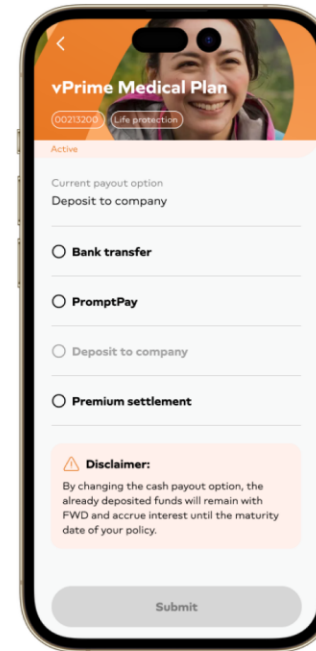 vPrime Medical Plan
00213200
Life protection
Active
Current payout option
Deposit to company
Bank transfer
PromptPay
Deposit to company
Premium settlement
Disclaimer:
By changing the cash payout option, the
already deposited funds will remain with
FWD and accrue interest until the maturity
date of your policy.
Submit